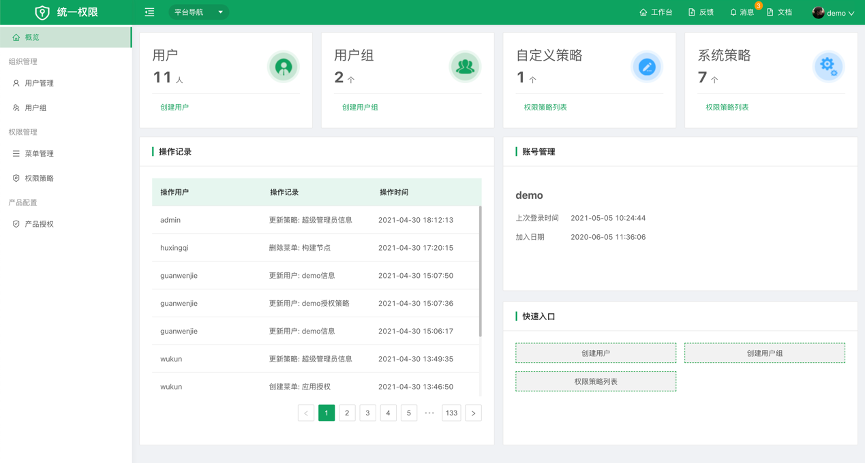 统一权限
平台导航
工作台
反馈
消息
3
文档
demo
概览
组织管理
用户管理
用户组
权限管理
菜单管理
权限策略
产品配置
产品授权
用户
11 人
创建用户
用户组
2 个
创建用户组
自定义策略
1 个
权限策略列表
系统策略
7 个
权限策略列表
操作记录
操作用户 操作记录 操作时间
admin 更新策略: 超级管理员信息 2021-04-30 18:12:13
huxingqi 删除菜单: 构建节点 2021-04-30 17:20:15
guanwenjie 更新用户: demo信息 2021-04-30 15:07:50
guanwenjie 更新用户: demo授权策略 2021-04-30 15:07:36
guanwenjie 更新用户: demo信息 2021-04-30 15:06:17
wukun 更新策略: 超级管理员信息 2021-04-30 13:49:35
wukun 创建菜单: 应用授权 2021-04-30 13:46:50
< 1 2 3 4 5 ••• 133 >
账号管理
demo
上次登录时间 2021-05-05 10:24:44
加入日期 2020-06-05 11:36:06
快速入口
创建用户
创建用户组
权限策略列表